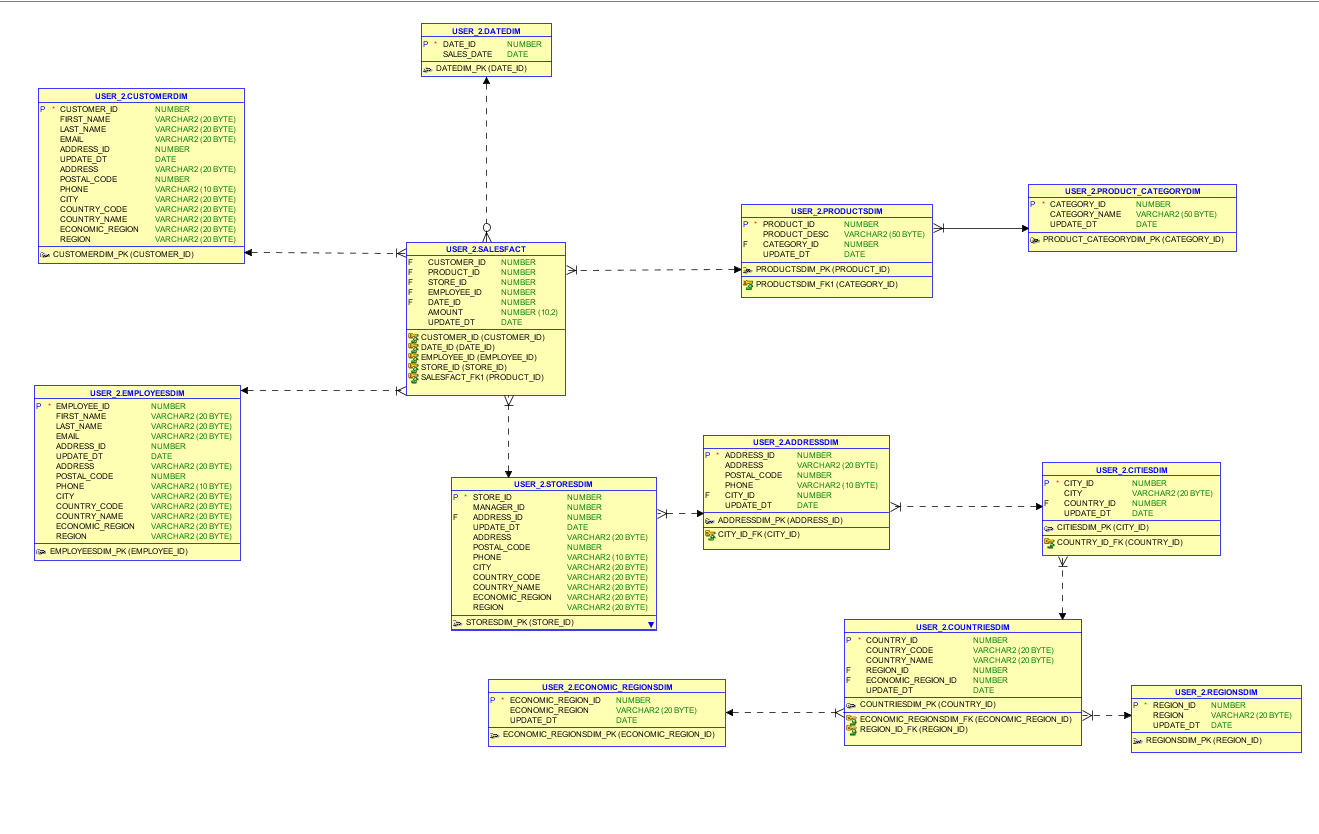 USER_2.DATEDIM
P * DATE_ID NUMBER
SALES_DATE DATE
DATEDIM_PK (DATE_ID)
USER_2.CUSTOMERDIM
P * CUSTOMER_ID NUMBER
FIRST_NAME VARCHAR2 (20 BYTE)
LAST_NAME VARCHAR2 (20 BYTE)
EMAIL VARCHAR2 (20 BYTE)
ADDRESS_ID NUMBER
UPDATE_DT DATE
ADDRESS VARCHAR2 (20 BYTE)
POSTAL_CODE NUMBER
PHONE VARCHAR2 (10 BYTE)
CITY VARCHAR2 (20 BYTE)
COUNTRY_CODE VARCHAR2 (20 BYTE)
COUNTRY_NAME VARCHAR2 (20 BYTE)
ECONOMIC_REGION VARCHAR2 (20 BYTE)
REGION VARCHAR2 (20 BYTE)
CUSTOMERDIM_PK (CUSTOMER_ID)
USER_2.PRODUCT_CATEGORYDIM
P * CATEGORY_ID NUMBER
CATEGORY_NAME VARCHAR2 (50 BYTE)
UPDATE_DT DATE
PRODUCT_CATEGORYDIM_PK (CATEGORY_ID)
USER_2.PRODUCTSDIM
P * PRODUCT_ID NUMBER
PRODUCT_DESC VARCHAR2 (50 BYTE)
F CATEGORY_ID NUMBER
UPDATE_DT DATE
PRODUCTSDIM_PK (PRODUCT_ID)
PRODUCTSDIM_FK1 (CATEGORY_ID)
USER_2.SALESFACT
F CUSTOMER_ID NUMBER
F PRODUCT_ID NUMBER
F STORE_ID NUMBER
F EMPLOYEE_ID NUMBER
F DATE_ID NUMBER
AMOUNT NUMBER (10,2)
UPDATE_DT DATE
CUSTOMER_ID (CUSTOMER_ID)
DATE_ID (DATE_ID)
EMPLOYEE_ID (EMPLOYEE_ID)
STORE_ID (STORE_ID)
SALESFACT_FK1 (PRODUCT_ID)
USER_2.EMPLOYEESDIM
P * EMPLOYEE_ID NUMBER
FIRST_NAME VARCHAR2 (20 BYTE)
LAST_NAME VARCHAR2 (20 BYTE)
EMAIL VARCHAR2 (20 BYTE)
ADDRESS_ID NUMBER
UPDATE_DT DATE
ADDRESS VARCHAR2 (20 BYTE)
POSTAL_CODE NUMBER
PHONE VARCHAR2 (10 BYTE)
CITY VARCHAR2 (20 BYTE)
COUNTRY_CODE VARCHAR2 (20 BYTE)
COUNTRY_NAME VARCHAR2 (20 BYTE)
ECONOMIC_REGION VARCHAR2 (20 BYTE)
REGION VARCHAR2 (20 BYTE)
EMPLOYEESDIM_PK (EMPLOYEE_ID)
USER_2.STORESDIM
P * STORE_ID NUMBER
MANAGER_ID NUMBER
F ADDRESS_ID NUMBER
UPDATE_DT DATE
ADDRESS VARCHAR2 (20 BYTE)
POSTAL_CODE NUMBER
PHONE VARCHAR2 (10 BYTE)
CITY VARCHAR2 (20 BYTE)
COUNTRY_CODE VARCHAR2 (20 BYTE)
COUNTRY_NAME VARCHAR2 (20 BYTE)
ECONOMIC_REGION VARCHAR2 (20 BYTE)
REGION VARCHAR2 (20 BYTE)
STORESDIM_PK (STORE_ID)
USER_2.ADDRESSDIM
P * ADDRESS_ID NUMBER
ADDRESS VARCHAR2 (20 BYTE)
POSTAL_CODE NUMBER
PHONE VARCHAR2 (10 BYTE)
F CITY_ID NUMBER
UPDATE_DT DATE
ADDRESSDIM_PK (ADDRESS_ID)
CITY_ID_FK (CITY_ID)
USER_2.CITIESDIM
P * CITY_ID NUMBER
CITY VARCHAR2 (20 BYTE)
F COUNTRY_ID NUMBER
UPDATE_DT DATE
CITIESDIM_PK (CITY_ID)
COUNTRY_ID_FK (COUNTRY_ID)
USER_2.COUNTRIESDIM
P * COUNTRY_ID NUMBER
COUNTRY_CODE VARCHAR2 (20 BYTE)
COUNTRY_NAME VARCHAR2 (20 BYTE)
F REGION_ID NUMBER
F ECONOMIC_REGION_ID NUMBER
UPDATE_DT DATE
COUNTRIESDIM_PK (COUNTRY_ID)
ECONOMIC_REGIONSDIM_FK (ECONOMIC_REGION_ID)
REGION_ID_FK (REGION_ID)
USER_2.ECONOMIC_REGIONSDIM
P * ECONOMIC_REGION_ID NUMBER
ECONOMIC_REGION VARCHAR2 (20 BYTE)
UPDATE_DT DATE
ECONOMIC_REGIONSDIM_PK (ECONOMIC_REGION_ID)
USER_2.REGIONSDIM
P * REGION_ID NUMBER
REGION VARCHAR2 (20 BYTE)
UPDATE_DT DATE
REGIONSDIM_PK (REGION_ID)